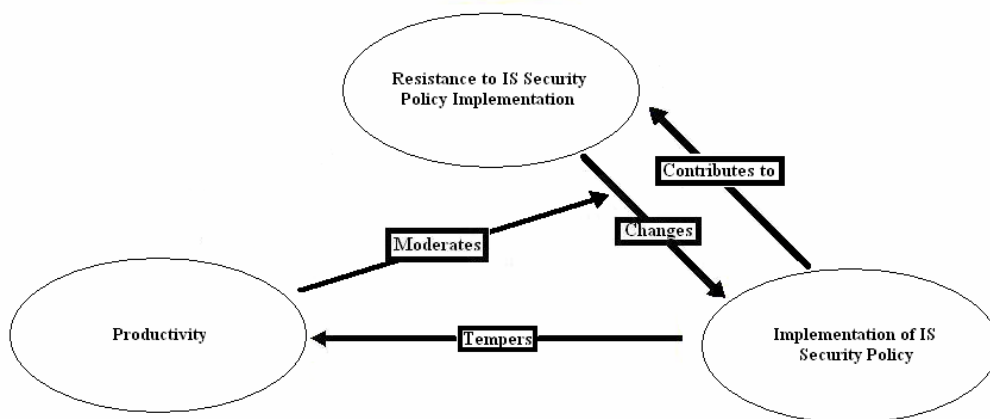 Resistance to IS Security
Policy Implementation
Contributes to
Changes
Moderates
Productivity
Tempers
Implementation of IS
Security Policy